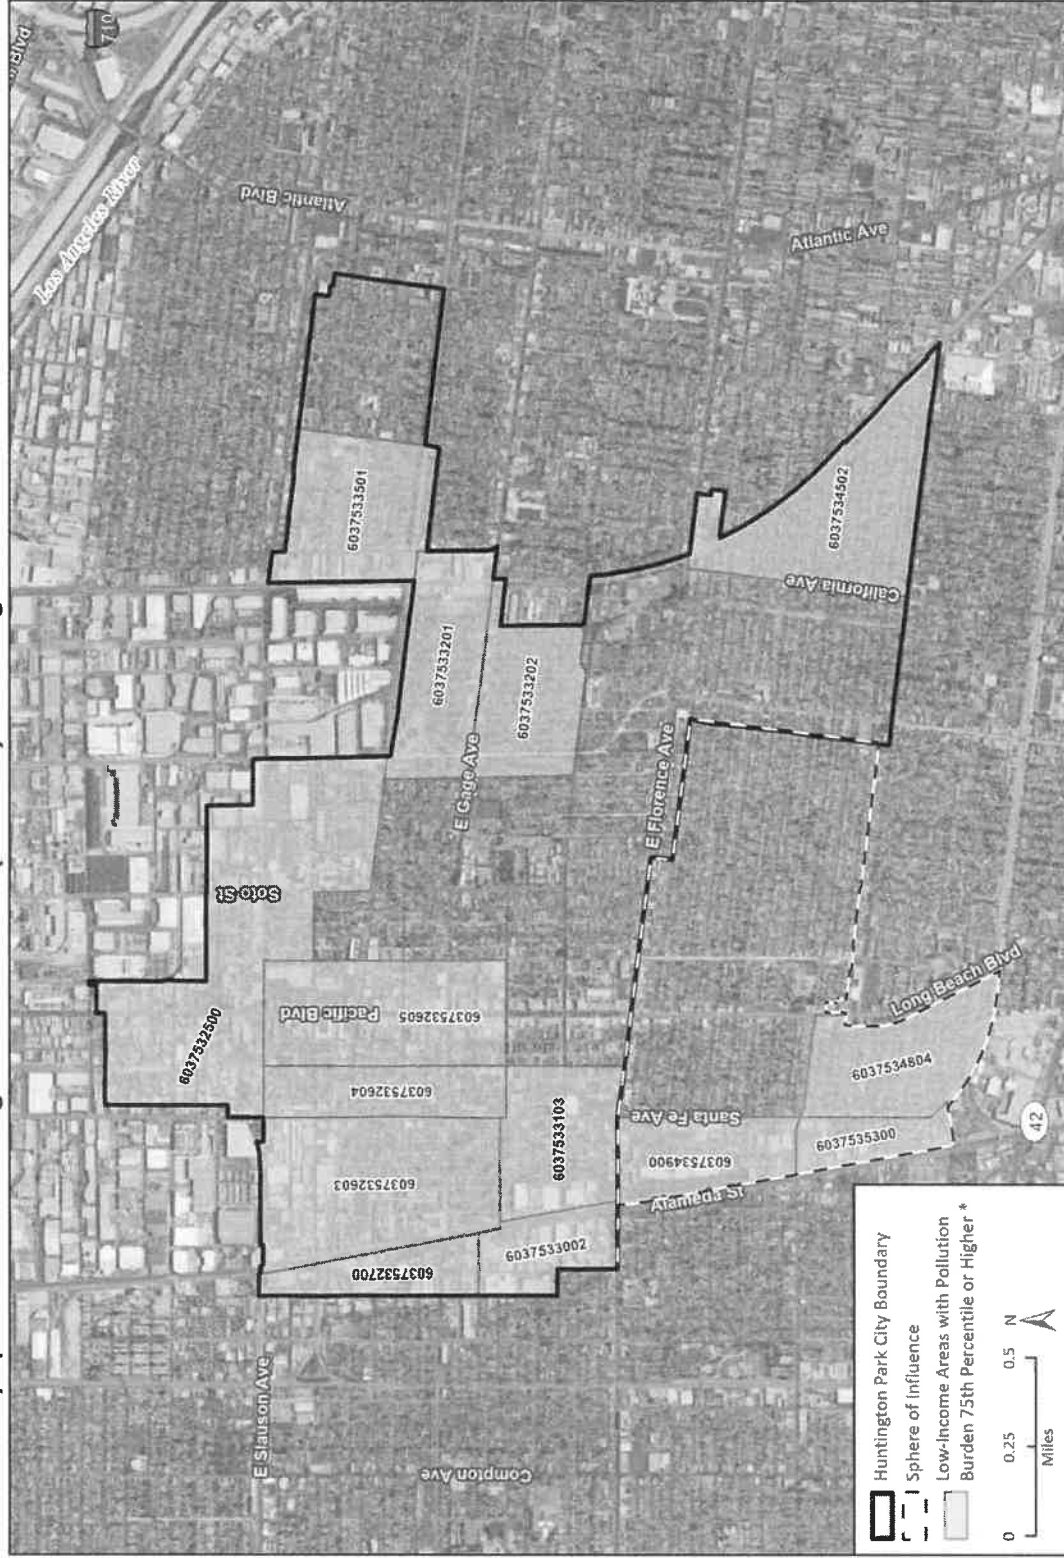 710
Blvd
Los Angeles River
Atlantic Blvd
Atlantic Ave
6037533501
6037534502
California Ave
6037533201
6037533202
E Gage Ave
E Florence Ave
Soto St
6037532500
Pacific Blvd
6037532605
6037532604
6037532603
6037533103
6037532700
6037533002
Santa Fe Ave
6037534900
Alameda St
6037534804
6037535300
Long Beach Blvd
42
E Slauson Ave
Compton Ave
Huntington Park City Boundary
Sphere of Influence
Low-Income Areas with Pollution
Burden 75th Percentile or Higher *
0 0.25 0.5
Miles
N